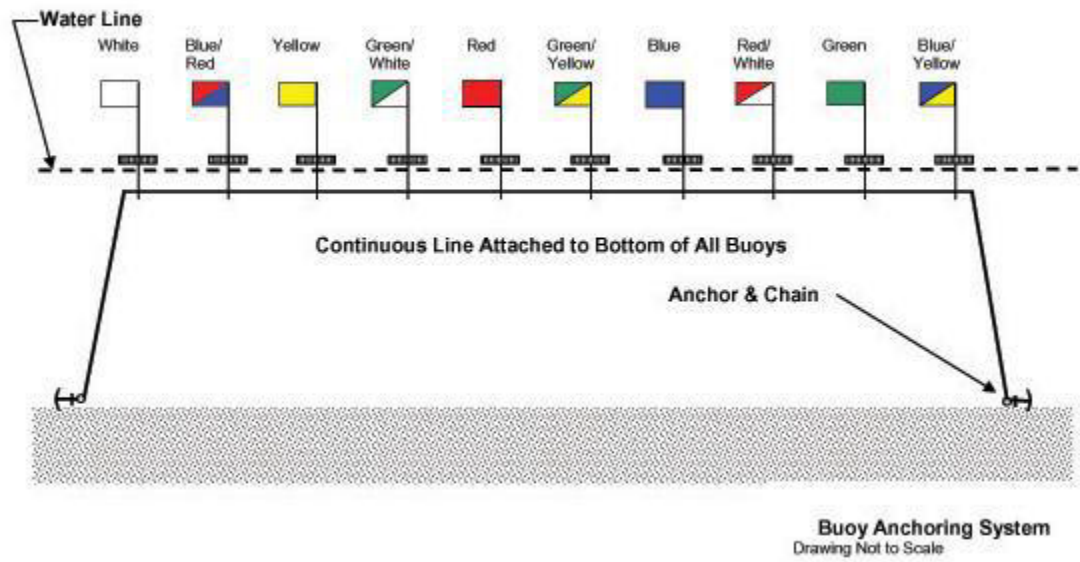 Water Line
White
Blue/
Red
Yellow
Green/
White
Red
Green/
Yellow
Blue
Red/
White
Green
Blue/
Yellow
Continuous Line Attached to Bottom of All Buoys
Anchor & Chain
Buoy Anchoring System
Drawing Not to Scale